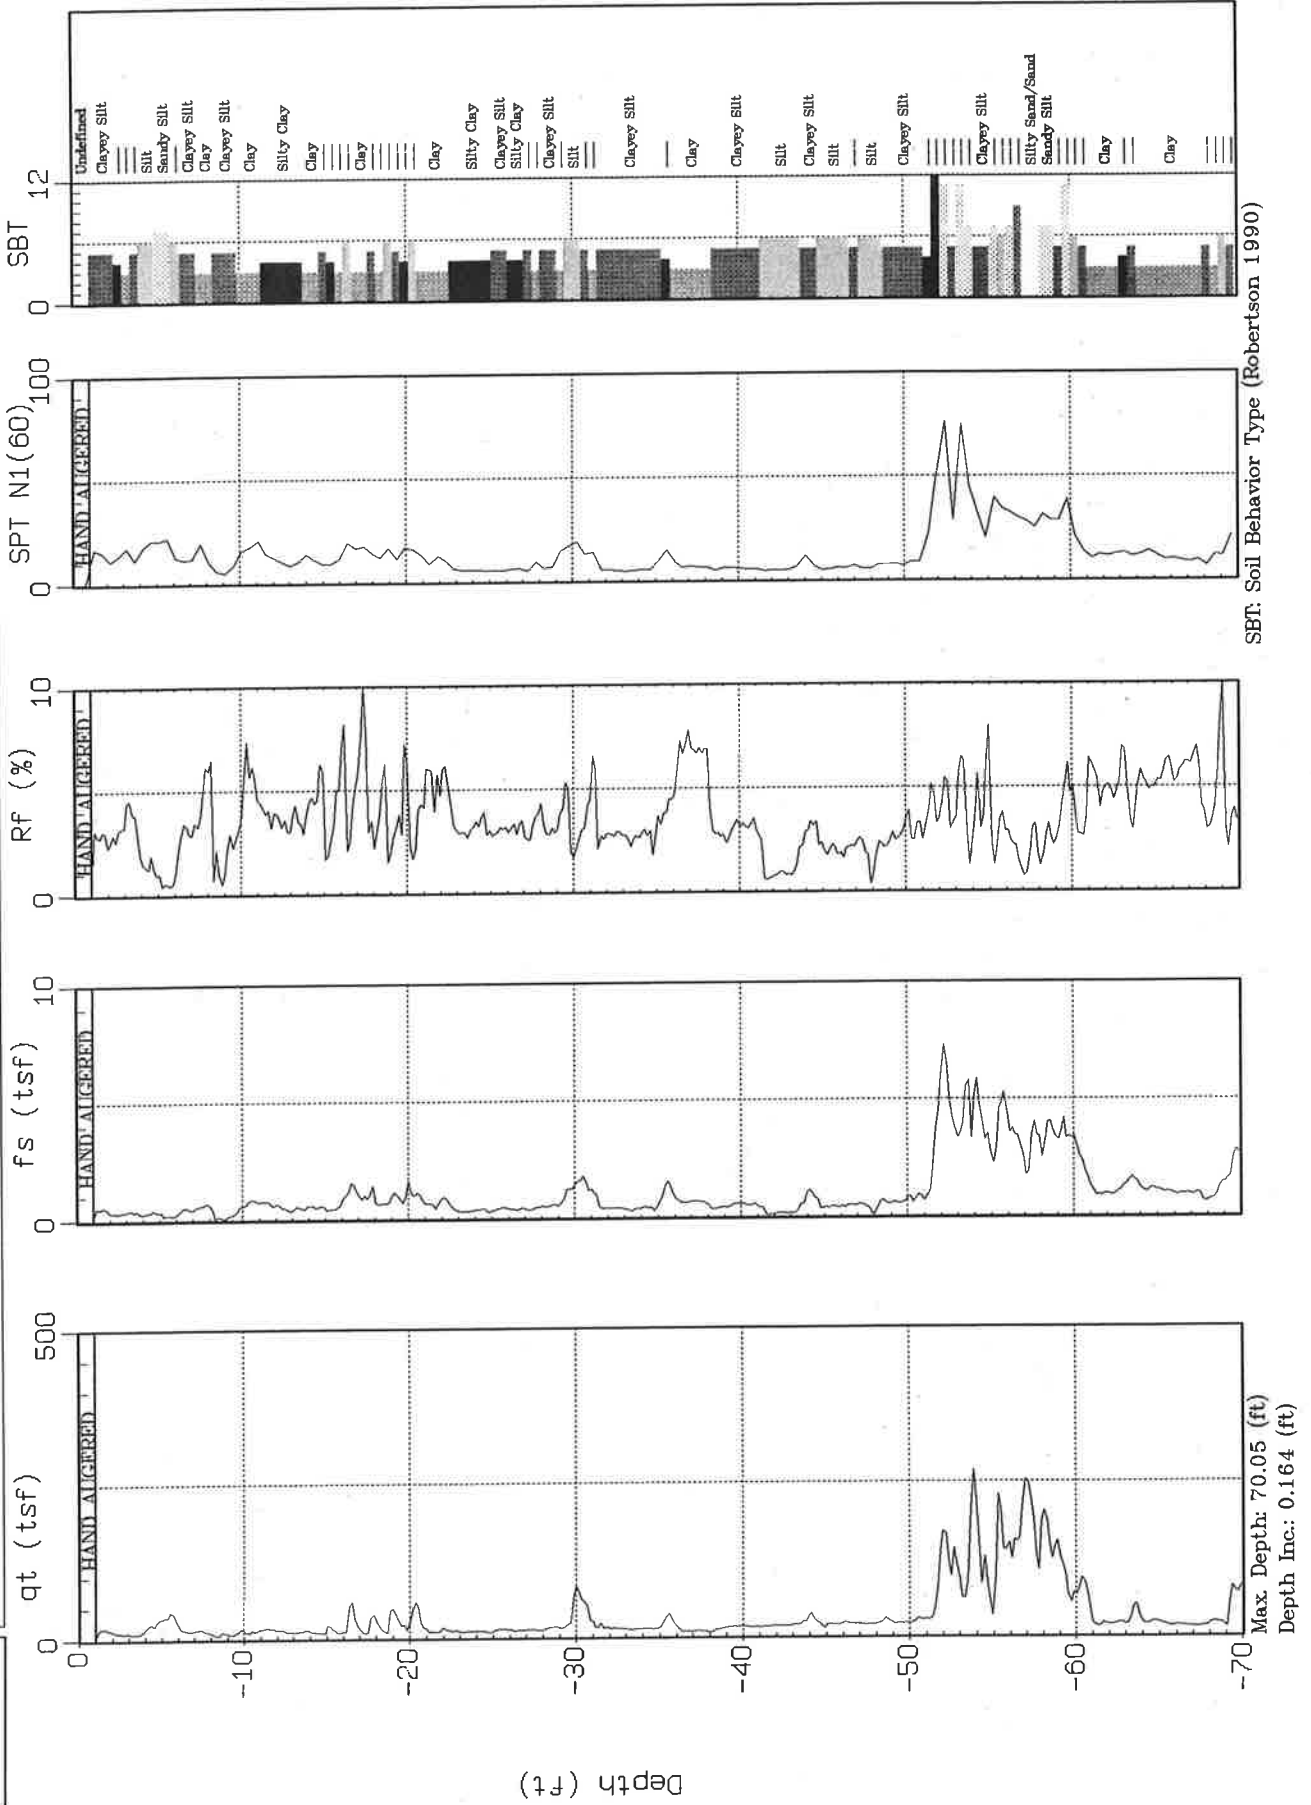 qt (tsf)
fs (tsf)
Rf (%)
SPT N1(60)
SBT
0
500
0
10
0
10
0
100
0
12
HAND AUGERED
HAND AUGERED
HAND AUGERED
HAND AUGERED
Undefined
Clayey Silt
Silt
Sandy Silt
Clayey Silt
Clay
Clayey Silt
Clay
Silty Clay
Clay
Clay
Clay
Silty Clay
Clayey Silt
Silty Clay
Clayey Silt
Silt
Clayey Silt
Clay
Clayey Silt
Silt
Clayey Silt
Silt
Silt
Clayey Silt
Clayey Silt
Silty Sand/Sand
Sandy Silt
Clay
Clay
0
-10
-20
-30
-40
-50
-60
-70
Depth (ft)
Max. Depth: 70.05 (ft)
Depth Inc.: 0.164 (ft)
SBT: Soil Behavior Type (Robertson 1990)